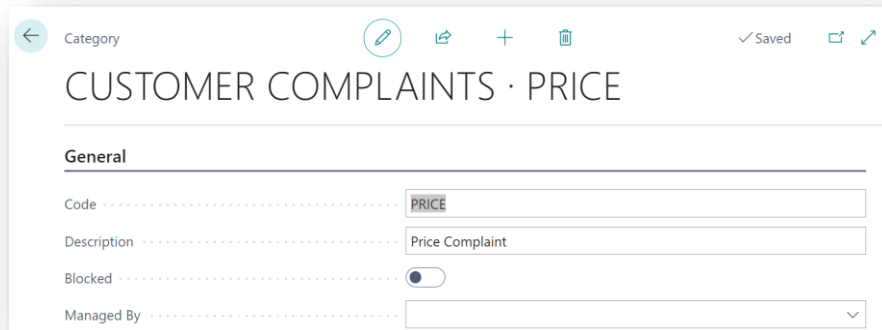 Category
Saved
CUSTOMER COMPLAINTS · PRICE
General
Code PRICE
Description Price Complaint
Blocked
Managed By